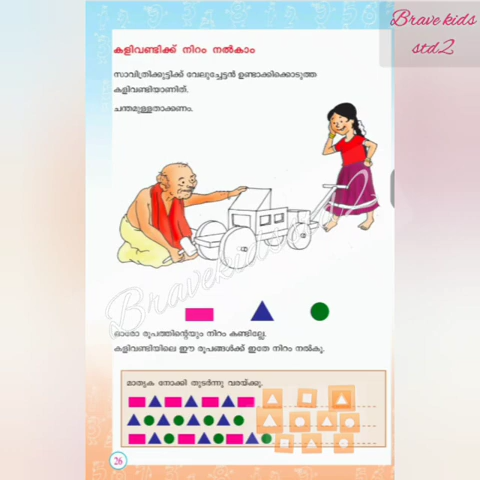 Brave kids
std2
കളിവണ്ടിക്ക് നിറം നൽകാം
സാവിത്രിക്കുട്ടിക്ക് വേലുച്ചേട്ടൻ ഉണ്ടാക്കിക്കൊടുത്ത
കളിവണ്ടിയാണിത്.
ചന്തമുള്ളതാക്കണം.
Bravekidsstd2
ഓരോ രൂപത്തിന്റെയും നിറം കണ്ടില്ലേ.
കളിവണ്ടിയിലെ ഈ രൂപങ്ങൾക്ക് ഇതേ നിറം നൽകൂ.
മാതൃക നോക്കി തുടർന്നു വരയ്ക്കൂ.
26